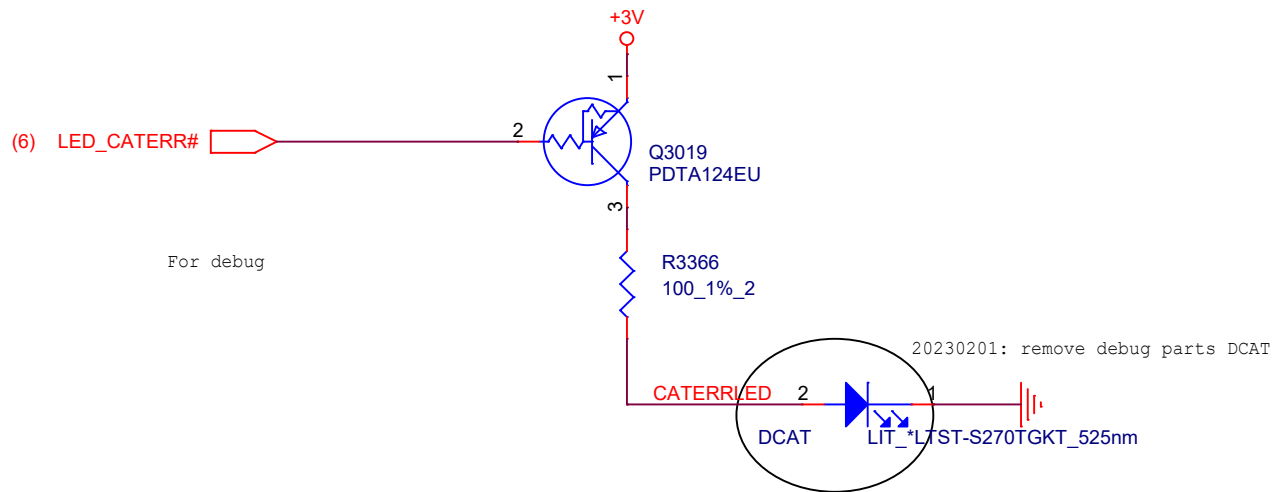 +3V
1
(6) LED_CATERR#
2
Q3019
PDTA124EU
3
For debug
R3366
100_1%_2
20230201: remove debug parts DCAT
CATERRLED
2
1
DCAT
LIT_*LTST-S270TGKT_525nm